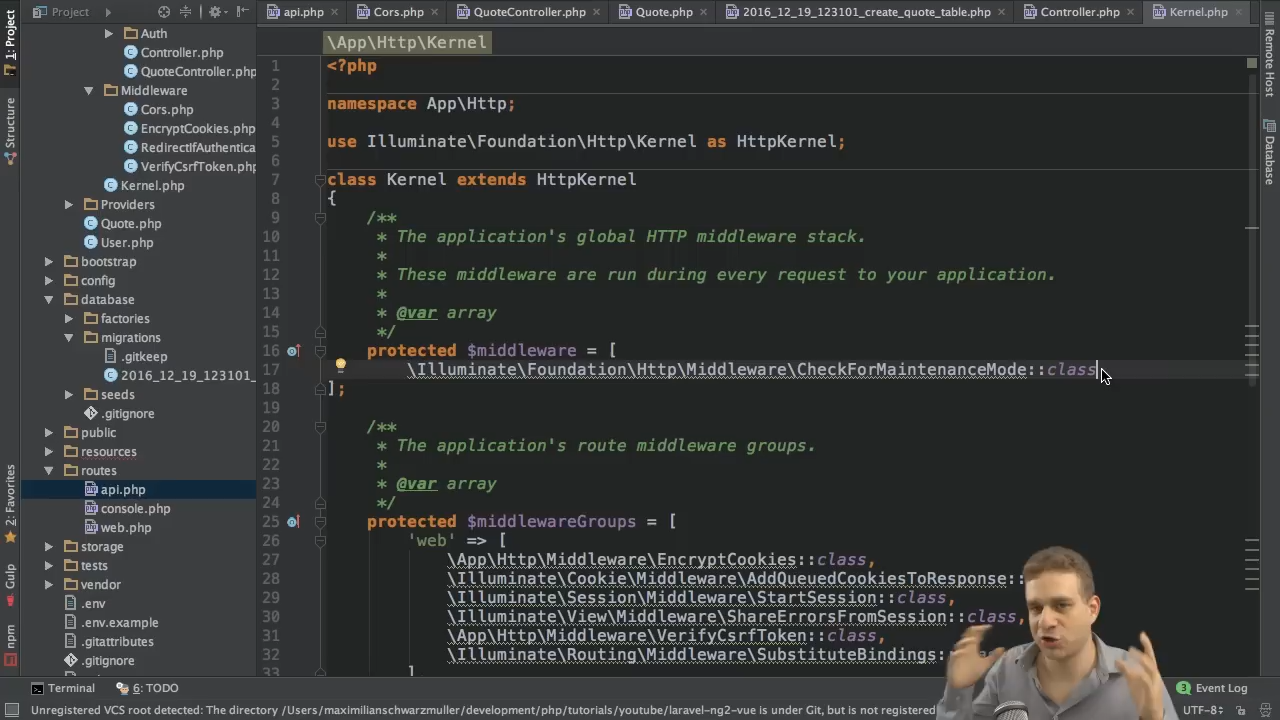 1: Project
Structure
2: Favorites
Gulp
npm
Project
Auth
Controller.php
QuoteController.php
Middleware
Cors.php
EncryptCookies.php
RedirectIfAuthentica
VerifyCsrfToken.php
Kernel.php
Providers
Quote.php
User.php
bootstrap
config
database
factories
migrations
.gitkeep
2016_12_19_123101_
seeds
.gitignore
public
resources
routes
api.php
console.php
web.php
storage
tests
vendor
.env
.env.example
.gitattributes
.gitignore
api.php Cors.php QuoteController.php Quote.php 2016_12_19_123101_create_quote_table.php Controller.php Kernel.php
\App\Http\Kernel
1 <?php
2
3 namespace App\Http;
4
5 use Illuminate\Foundation\Http\Kernel as HttpKernel;
6
7 class Kernel extends HttpKernel
8 {
9 /**
10 * The application's global HTTP middleware stack.
11 *
12 * These middleware are run during every request to your application.
13 *
14 * @var array
15 */
16 protected $middleware = [
17 \Illuminate\Foundation\Http\Middleware\CheckForMaintenanceMode::class
18 ];
19
20 /**
21 * The application's route middleware groups.
22 *
23 * @var array
24 */
25 protected $middlewareGroups = [
26 'web' => [
27 \App\Http\Middleware\EncryptCookies::class,
28 \Illuminate\Cookie\Middleware\AddQueuedCookiesToResponse::
29 \Illuminate\Session\Middleware\StartSession::class,
30 \Illuminate\View\Middleware\ShareErrorsFromSession::class,
31 \App\Http\Middleware\VerifyCsrfToken::class,
32 \Illuminate\Routing\Middleware\SubstituteBindings::
33 ]
Remote Host
Database
Terminal 6: TODO 3 Event Log
Unregistered VCS root detected: The directory /Users/maximilianschwarzmuller/development/php/tutorials/youtube/laravel-ng2-vue is under Git, but is not registered UTF-8